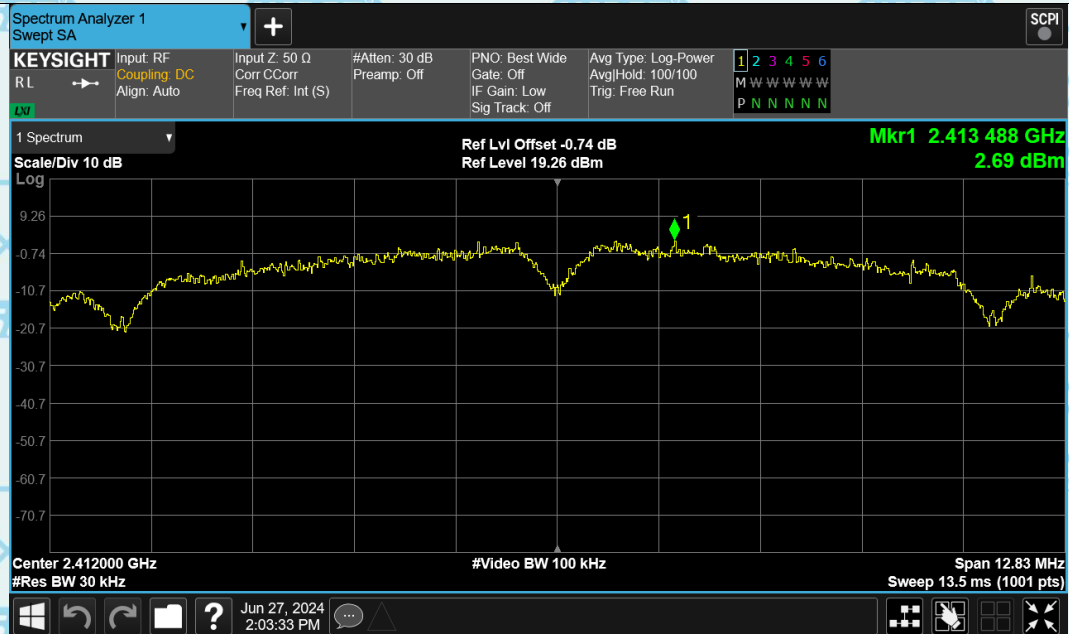 Spectrum Analyzer 1
Swept SA
+
SCPI
KEYSIGHT
RL
LXI
Input: RF
Coupling: DC
Align: Auto
Input Z: 50 Ω
Corr CCorr
Freq Ref: Int (S)
#Atten: 30 dB
Preamp: Off
PNO: Best Wide
Gate: Off
IF Gain: Low
Sig Track: Off
Avg Type: Log-Power
Avg|Hold: 100/100
Trig: Free Run
1 2 3 4 5 6
M W W W W W
P N N N N N
1 Spectrum
Scale/Div 10 dB
Log
Ref Lvl Offset -0.74 dB
Ref Level 19.26 dBm
Mkr1 2.413 488 GHz
2.69 dBm
1
9.26
-0.74
-10.7
-20.7
-30.7
-40.7
-50.7
-60.7
-70.7
Center 2.412000 GHz
#Res BW 30 kHz
#Video BW 100 kHz
Span 12.83 MHz
Sweep 13.5 ms (1001 pts)
?
Jun 27, 2024
2:03:33 PM